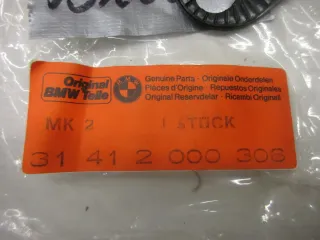 Original
BMW Teile
Genuine Parts · Originele Onderdelen
Pièces d'Origine · Repuestos Originales
Original Reservdelar · Ricambi Originali
MK 2 1 STOCK
31 41 2 000 306